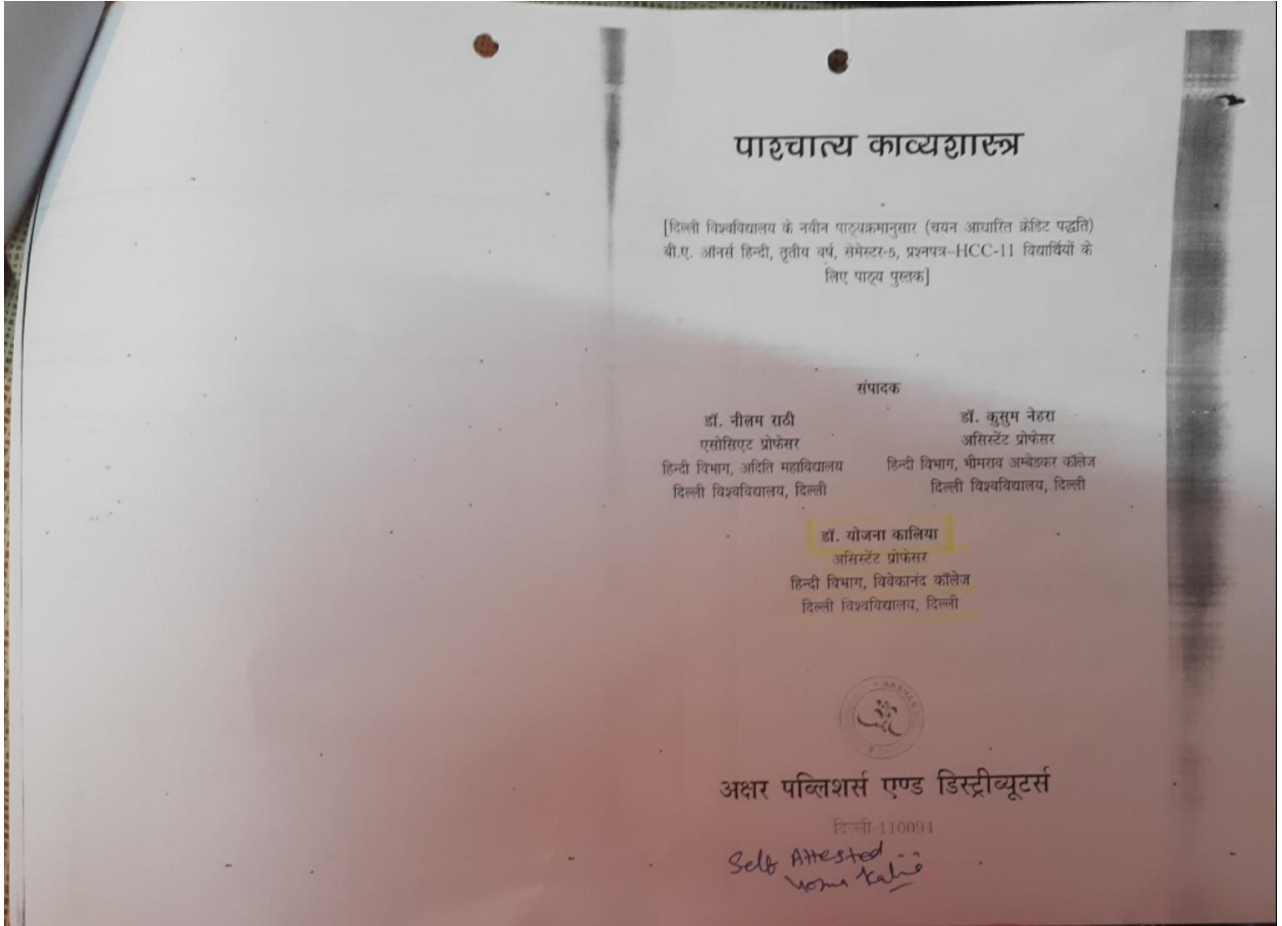 पाश्चात्य काव्यशास्त्र
[दिल्ली विश्वविद्यालय के नवीन पाठ्यक्रमानुसार (चयन आधारित क्रेडिट पद्धति)
बी.ए. ऑनर्स हिन्दी, तृतीय वर्ष, सेमेस्टर-5, प्रश्नपत्र–HCC-11 विद्यार्थियों के
लिए पाठ्य पुस्तक]
संपादक
डॉ. नीलम राठी
एसोसिएट प्रोफेसर
हिन्दी विभाग, अदिति महाविद्यालय
दिल्ली विश्वविद्यालय, दिल्ली
डॉ. कुसुम नेहरा
असिस्टेंट प्रोफेसर
हिन्दी विभाग, भीमराव अम्बेडकर कॉलेज
दिल्ली विश्वविद्यालय, दिल्ली
डॉ. योजना कालिया
असिस्टेंट प्रोफेसर
हिन्दी विभाग, विवेकानंद कॉलेज
दिल्ली विश्वविद्यालय, दिल्ली
AKSHAR
अक्षर पब्लिशर्स एण्ड डिस्ट्रीब्यूटर्स
दिल्ली-110094
Self Attested